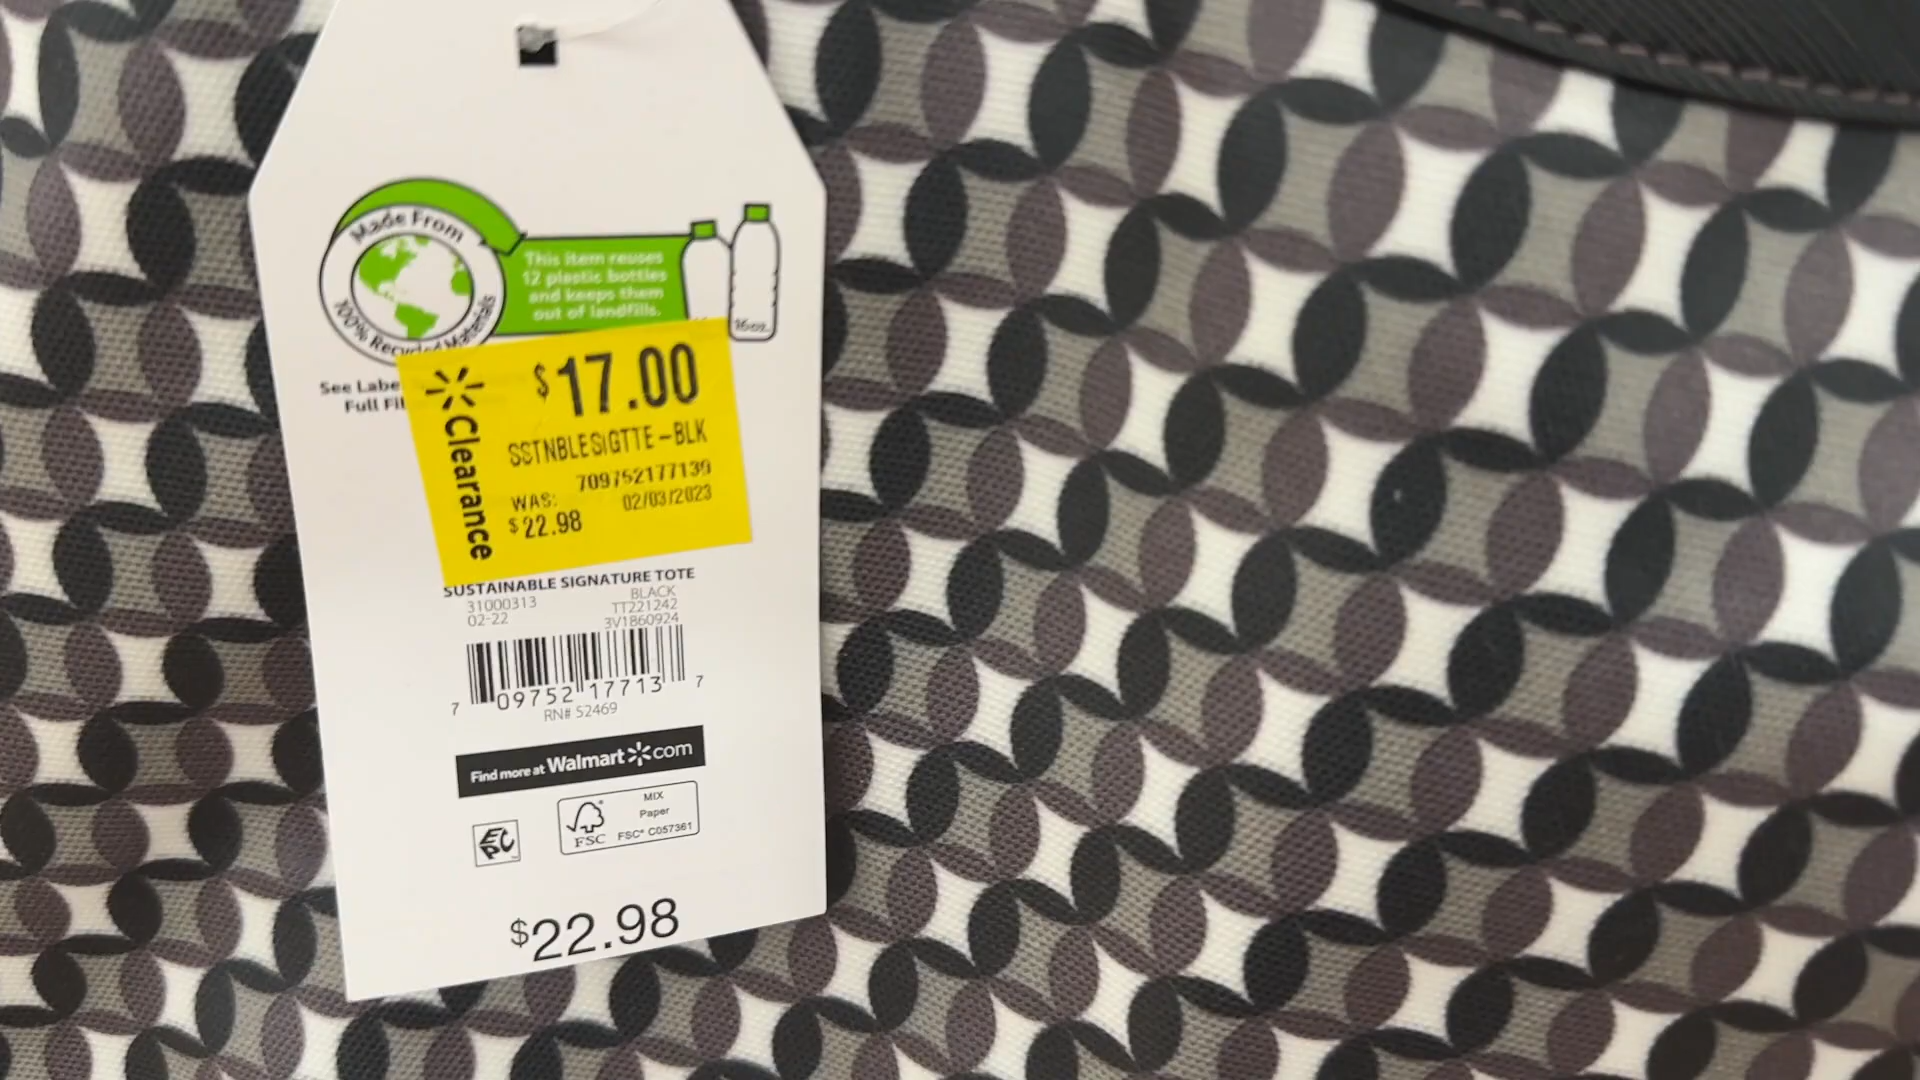 Made From
100% Recycled Materials
This item reuses
12 plastic bottles
and keeps them
out of landfills.
16oz.
See Labe
Full Fi
Clearance
$17.00
SSTNBLESIGTTE-BLK
709752177139
WAS: 02/03/2023
$22.98
SUSTAINABLE SIGNATURE TOTE
31000313 BLACK
02-22 TT221242
3V1860924
7 09752 17713 7
RN# 52469
Find more at Walmart com
EPC
FSC MIX
Paper
FSC® C057361
$22.98